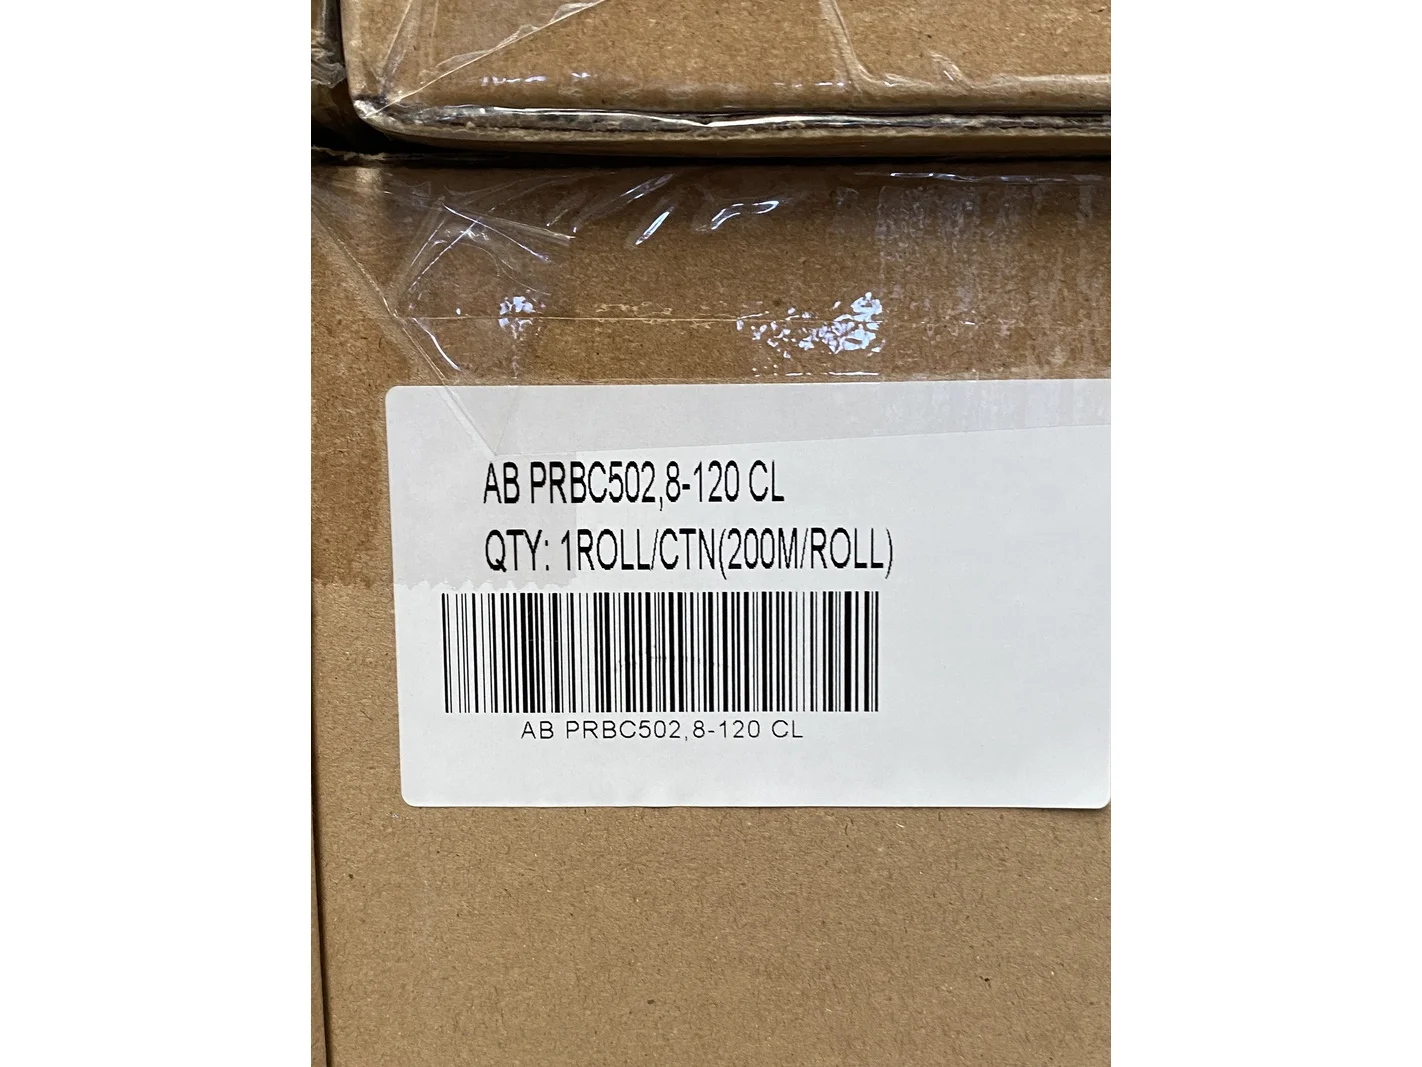 AB PRBC502,8-120 CL
QTY: 1ROLL/CTN(200M/ROLL)
AB PRBC502,8-120 CL